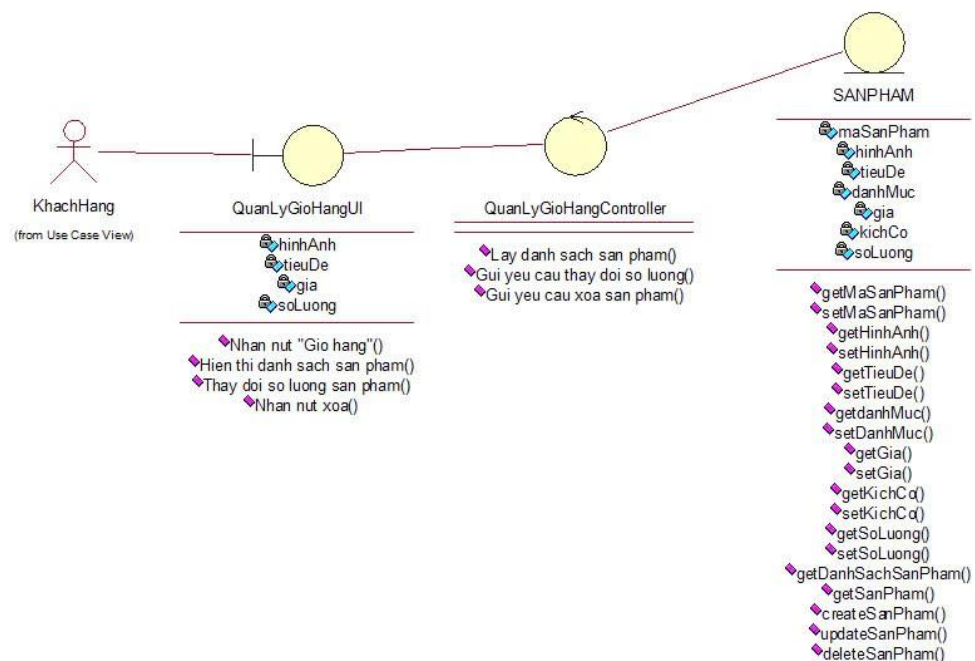 KhachHang
(from Use Case View)
QuanLyGioHangUI
hinhAnh
tieuDe
gia
soLuong
Nhan nut "Gio hang"()
Hien thi danh sach san pham()
Thay doi so luong san pham()
Nhan nut xoa()
QuanLyGioHangController
Lay danh sach san pham()
Gui yeu cau thay doi so luong()
Gui yeu cau xoa san pham()
SANPHAM
maSanPham
hinhAnh
tieuDe
danhMuc
gia
kichCo
soLuong
getMaSanPham()
setMaSanPham()
getHinhAnh()
setHinhAnh()
getTieuDe()
setTieuDe()
getdanhMuc()
setDanhMuc()
getGia()
setGia()
getKichCo()
setKichCo()
getSoLuong()
setSoLuong()
getDanhSachSanPham()
getSanPham()
createSanPham()
updateSanPham()
deleteSanPham()